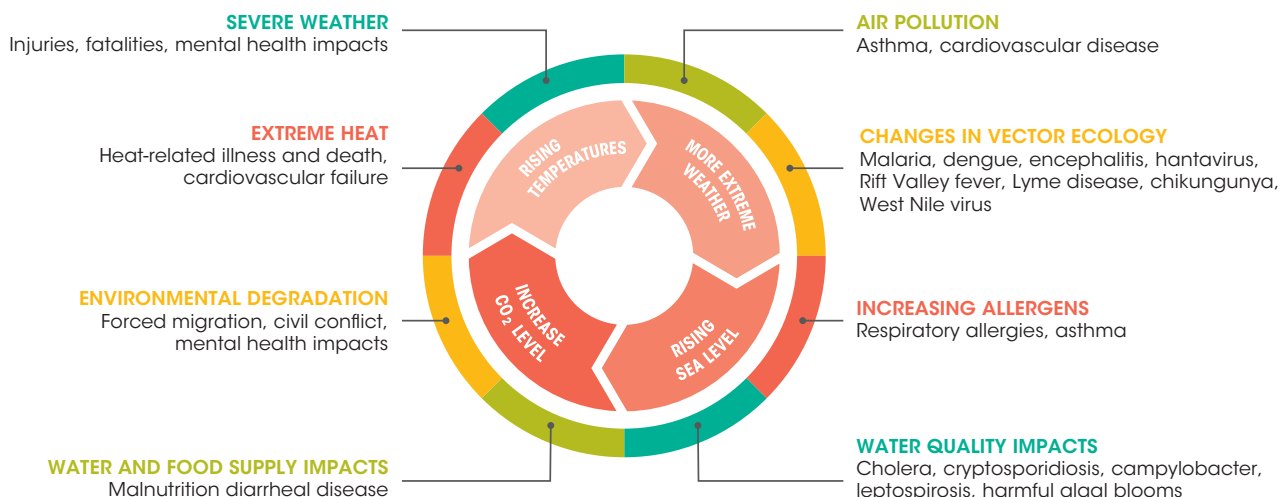 SEVERE WEATHER
Injuries, fatalities, mental health impacts
AIR POLLUTION
Asthma, cardiovascular disease
EXTREME HEAT
Heat-related illness and death,
cardiovascular failure
CHANGES IN VECTOR ECOLOGY
Malaria, dengue, encephalitis, hantavirus,
Rift Valley fever, Lyme disease, chikungunya,
West Nile virus
RISING
TEMPERATURES
MORE EXTREME
WEATHER
INCREASE
CO₂ LEVEL
RISING
SEA LEVEL
ENVIRONMENTAL DEGRADATION
Forced migration, civil conflict,
mental health impacts
INCREASING ALLERGENS
Respiratory allergies, asthma
WATER AND FOOD SUPPLY IMPACTS
Malnutrition diarrheal disease
WATER QUALITY IMPACTS
Cholera, cryptosporidiosis, campylobacter,
leptospirosis, harmful algal blooms